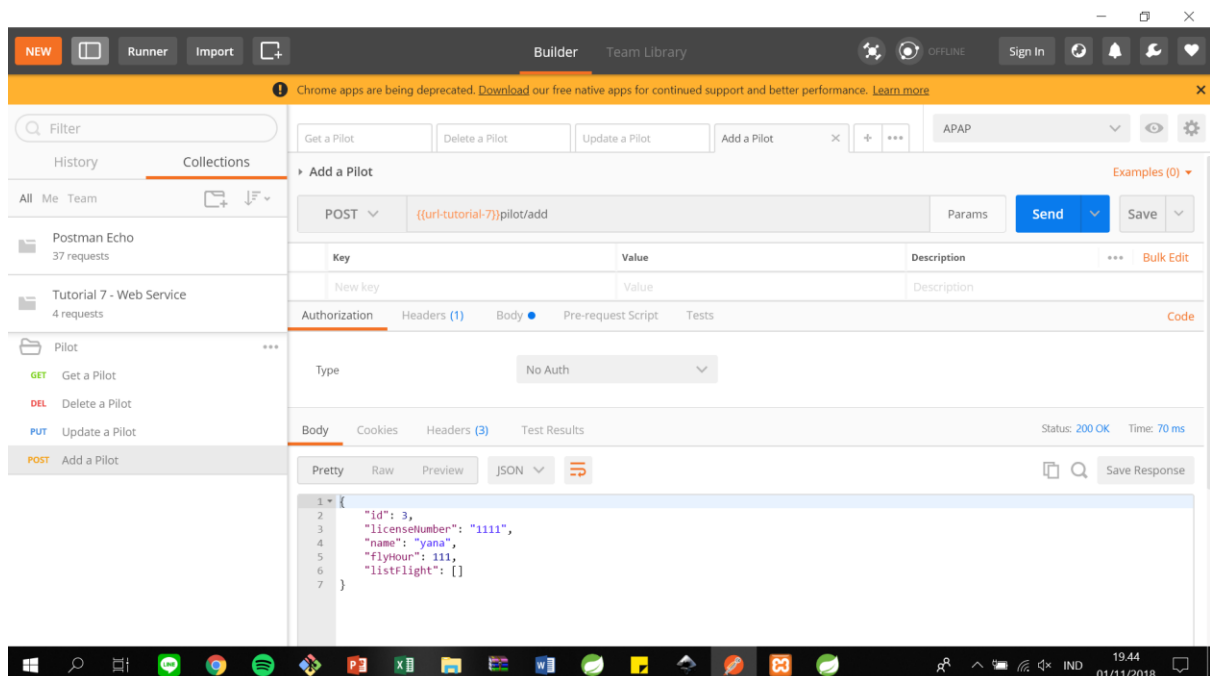 NEW Runner Import Builder Team Library OFFLINE Sign In
Chrome apps are being deprecated. Download our free native apps for continued support and better performance. Learn more
Filter
History Collections
All Me Team
Postman Echo
37 requests
Tutorial 7 - Web Service
4 requests
Pilot
GET Get a Pilot
DEL Delete a Pilot
PUT Update a Pilot
POST Add a Pilot
Get a Pilot Delete a Pilot Update a Pilot Add a Pilot APAP
Add a Pilot Examples (0)
POST {{url-tutorial-7}}pilot/add Params Send Save
Key Value Description Bulk Edit
New key Value Description
Authorization Headers (1) Body Pre-request Script Tests Code
Type No Auth
Body Cookies Headers (3) Test Results Status: 200 OK Time: 70 ms
Pretty Raw Preview JSON Save Response
1 {
2 "id": 3,
3 "licenseNumber": "1111",
4 "name": "yana",
5 "flyHour": 111,
6 "listFlight": []
7 }
IND 19.44
01/11/2018